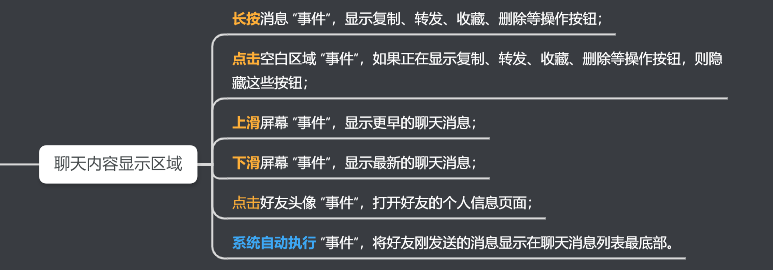 长按消息 “事件”，显示复制、转发、收藏、删除等操作按钮；
点击空白区域 “事件”，如果正在显示复制、转发、收藏、删除等操作按钮，则隐
藏这些按钮；
上滑屏幕 “事件”，显示更早的聊天消息；
聊天内容显示区域
下滑屏幕 “事件”，显示最新的聊天消息；
点击好友头像 “事件”，打开好友的个人信息页面；
系统自动执行 “事件”，将好友刚发送的消息显示在聊天消息列表最底部。